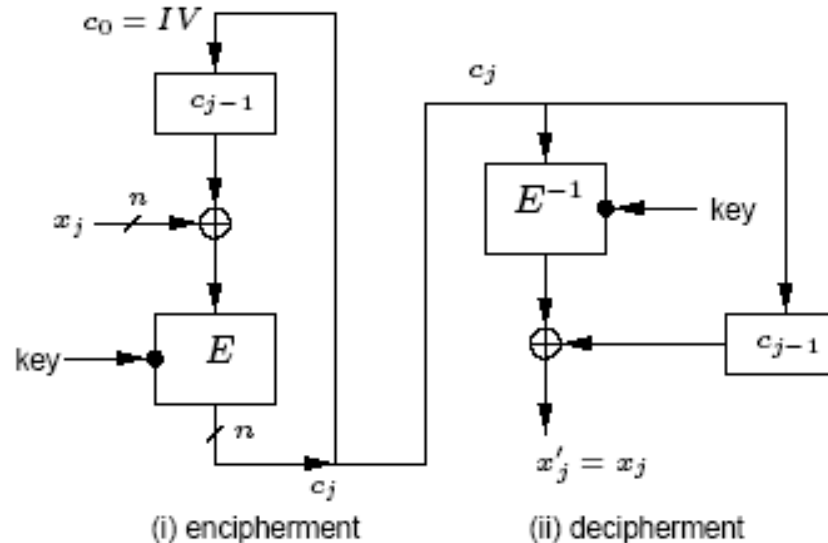 c₀ = IV
cⱼ₋₁
n
xⱼ
E
key
n
cⱼ
(i) encipherment
cⱼ
E⁻¹
key
cⱼ₋₁
x′ⱼ = xⱼ
(ii) decipherment